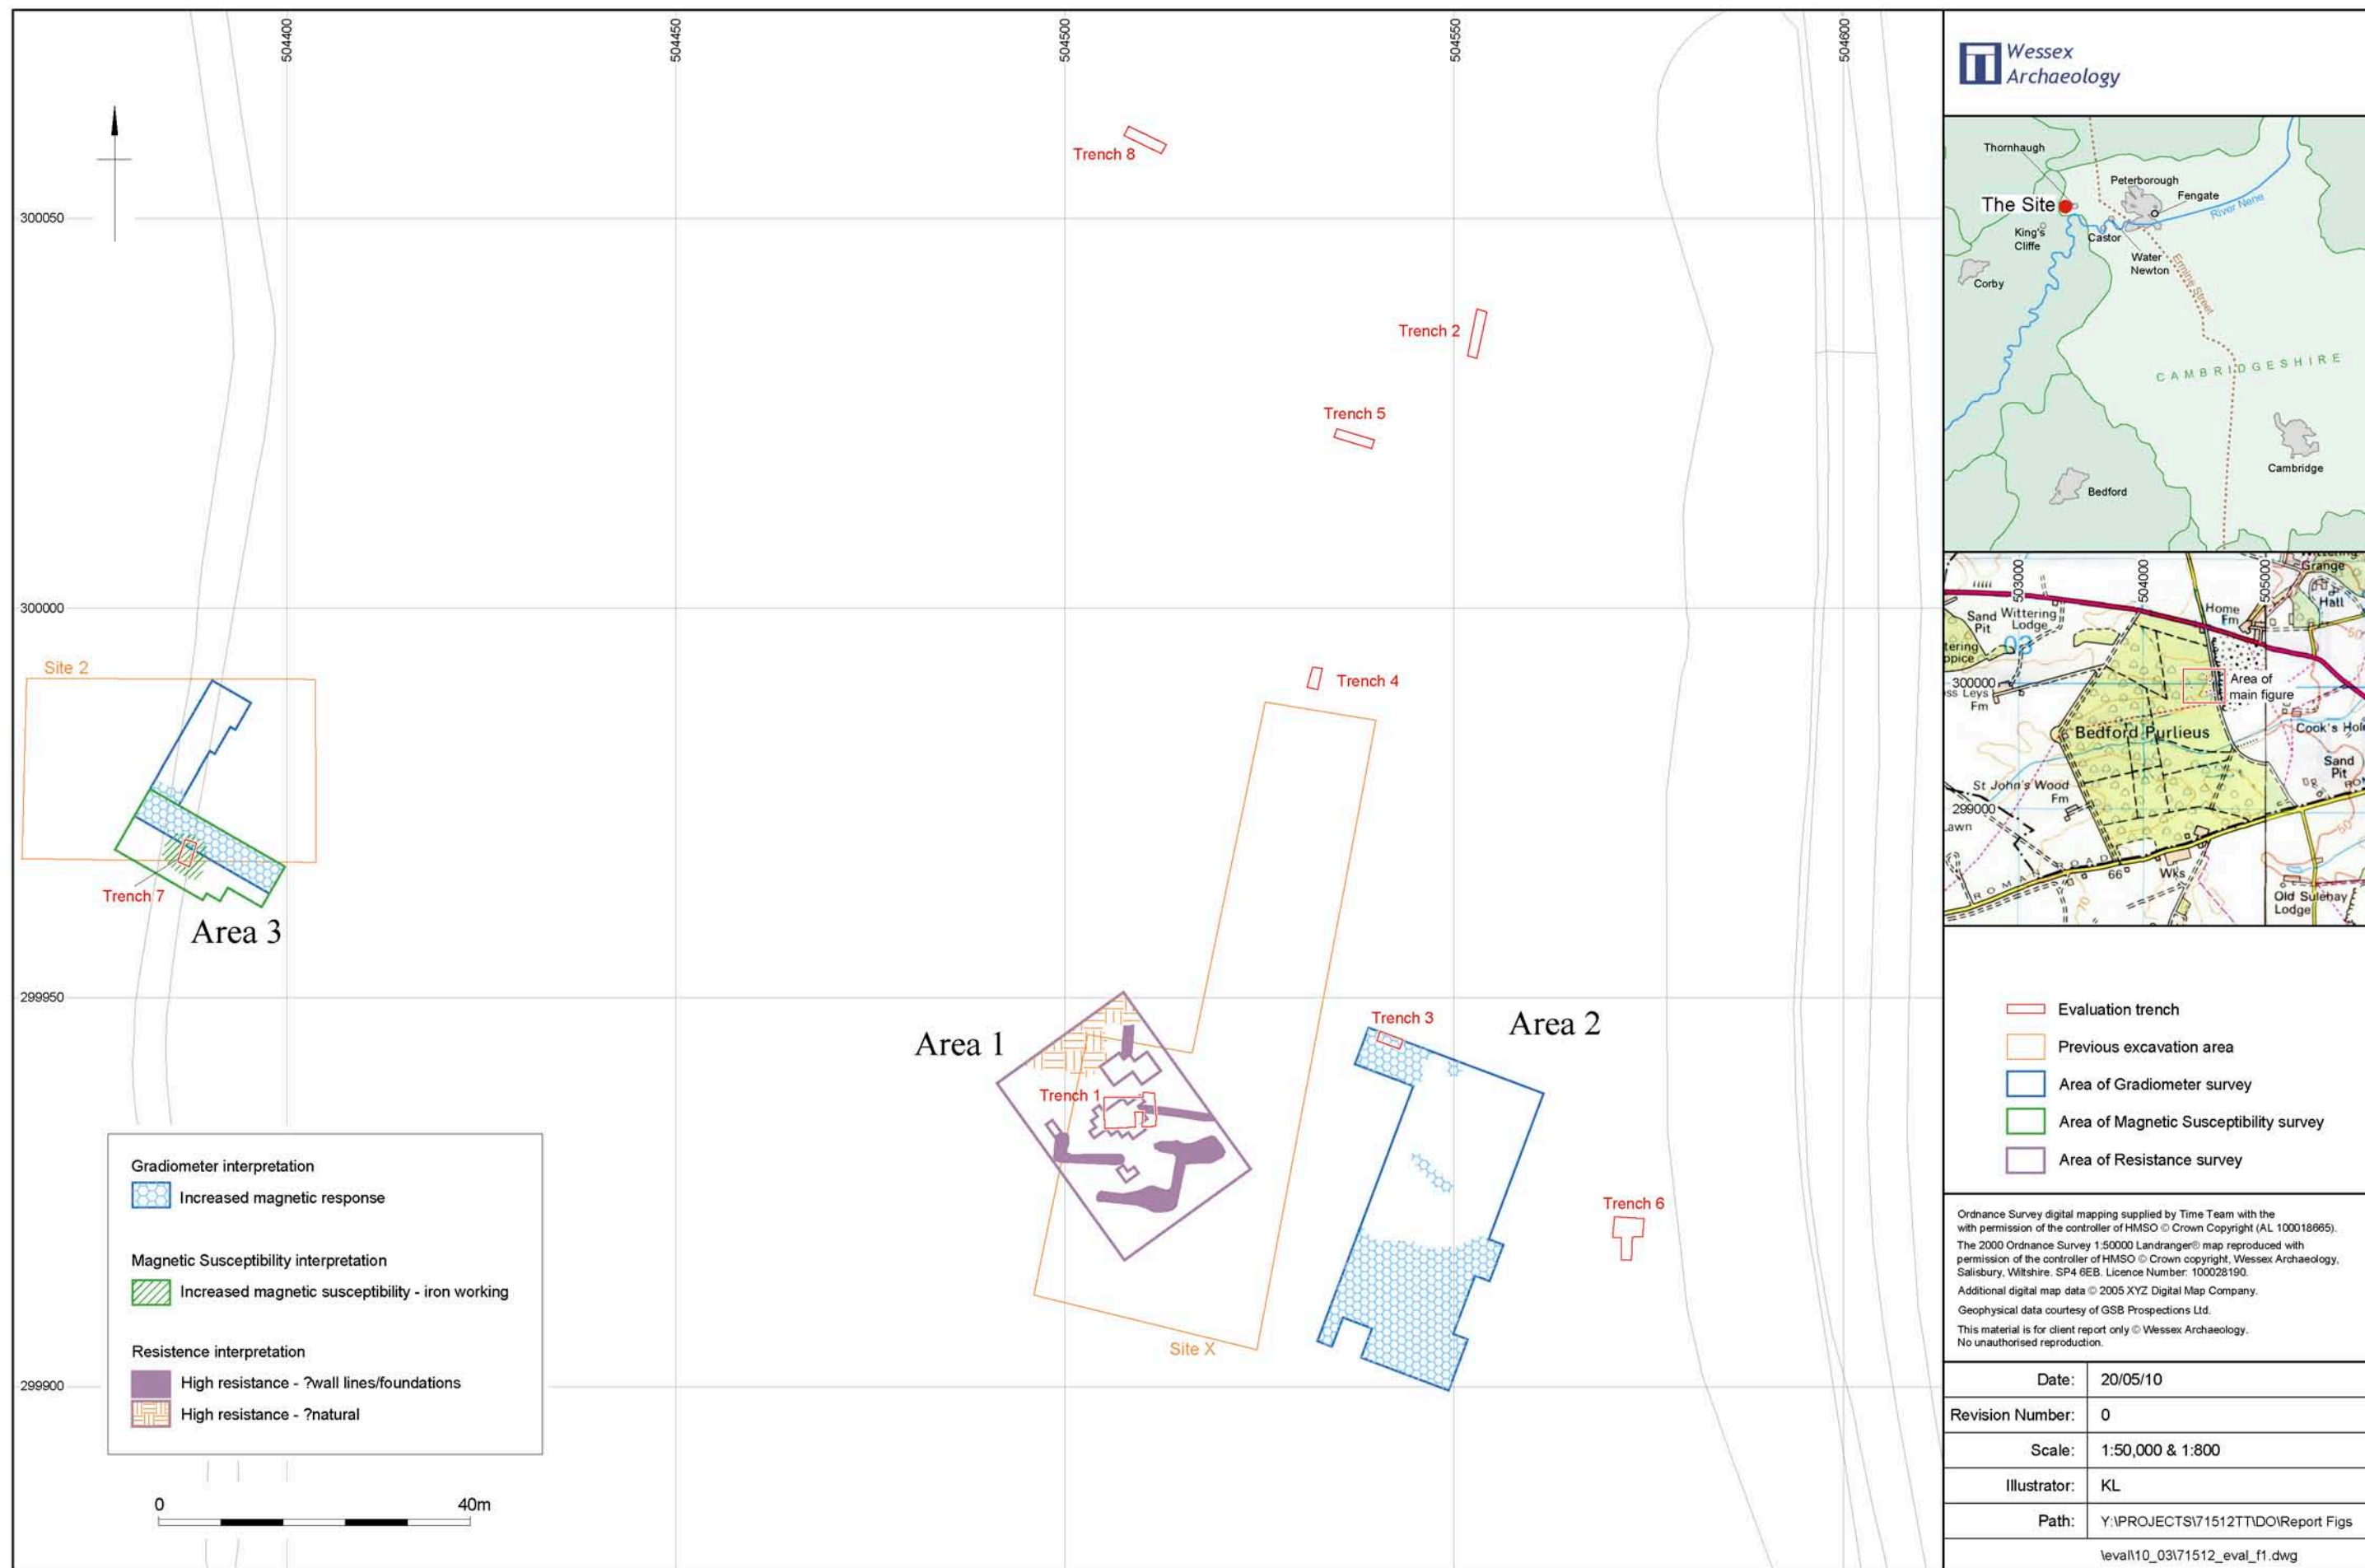 504400
504450
504500
504550
504600
300050
300000
299950
299900
Trench 8
Trench 2
Trench 5
Trench 4
Site 2
Trench 7
Area 3
Area 1
Trench 1
Trench 3
Area 2
Trench 6
Site X
Gradiometer interpretation
Increased magnetic response
Magnetic Susceptibility interpretation
Increased magnetic susceptibility - iron working
Resistence interpretation
High resistance - ?wall lines/foundations
High resistance - ?natural
0 40m
Wessex
Archaeology
Thornhaugh
Peterborough
Fengate
The Site
River Nene
King's
Cliffe
Castor
Water
Newton
Ermine Street
Corby
CAMBRIDGESHIRE
Cambridge
Bedford
503000
504000
505000
Grange
Hall
Home
Fm
Sand
Pit
Wittering
Lodge
03
300000
Fm
Area of
main figure
50
Bedford Purlieus
Cook's
Sand
Pit
St John's Wood
Fm
299000
50
ROMAN ROAD
66
Wks
70
Old Sulehay
Lodge
Evaluation trench
Previous excavation area
Area of Gradiometer survey
Area of Magnetic Susceptibility survey
Area of Resistance survey
Ordnance Survey digital mapping supplied by Time Team with the
with permission of the controller of HMSO © Crown Copyright (AL 100018665).
The 2000 Ordnance Survey 1:50000 Landranger® map reproduced with
permission of the controller of HMSO © Crown copyright, Wessex Archaeology,
Salisbury, Wiltshire. SP4 6EB. Licence Number: 100028190.
Additional digital map data © 2005 XYZ Digital Map Company.
Geophysical data courtesy of GSB Prospections Ltd.
This material is for client report only © Wessex Archaeology.
No unauthorised reproduction.
Date: 20/05/10
Revision Number: 0
Scale: 1:50,000 & 1:800
Illustrator: KL
Path: Y:\PROJECTS\71512TT\DO\Report Figs
\eval\10_03\71512_eval_f1.dwg